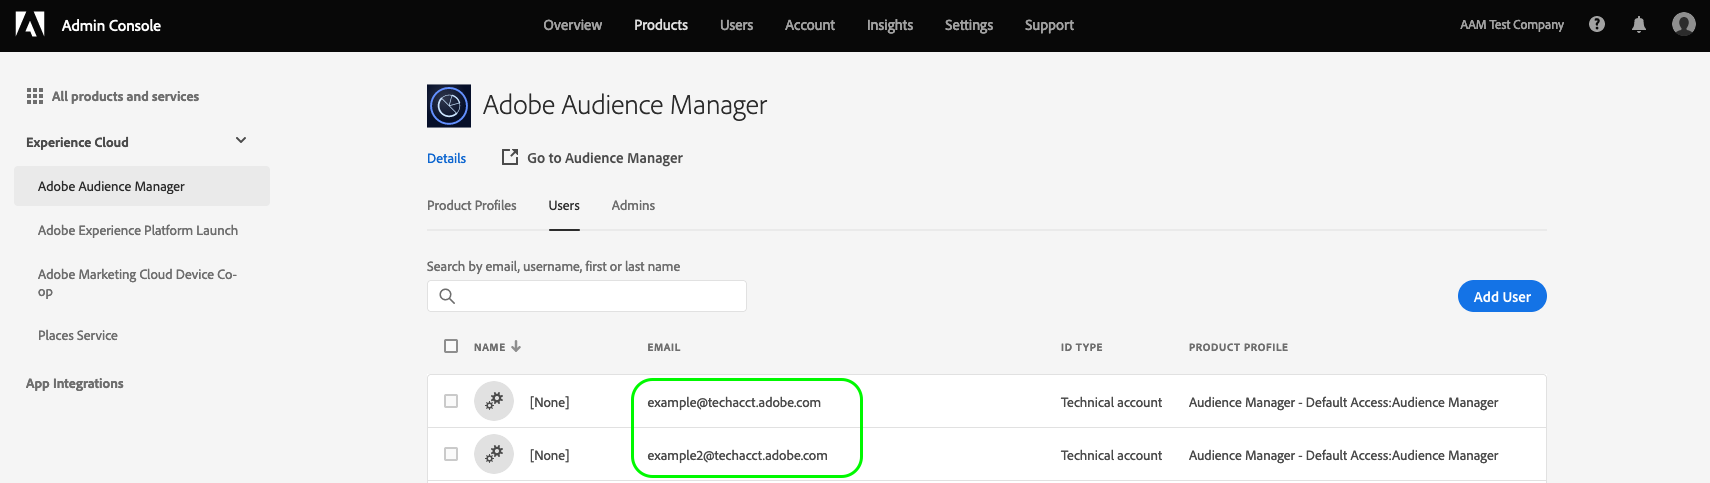 Admin Console
Overview Products Users Account Insights Settings Support
AAM Test Company
All products and services
Experience Cloud
Adobe Audience Manager
Adobe Experience Platform Launch
Adobe Marketing Cloud Device Co-
op
Places Service
App Integrations
Adobe Audience Manager
Details Go to Audience Manager
Product Profiles Users Admins
Search by email, username, first or last name
Add User
NAME EMAIL ID TYPE PRODUCT PROFILE
[None] example@techacct.adobe.com Technical account Audience Manager - Default Access:Audience Manager
[None] example2@techacct.adobe.com Technical account Audience Manager - Default Access:Audience Manager